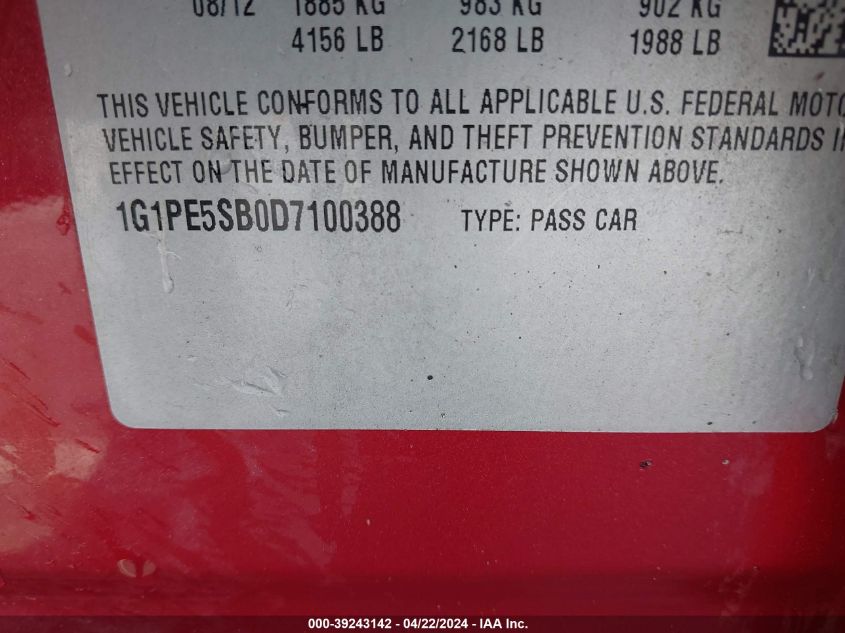 08/12 1885 KG 983 KG 902 KG
4156 LB 2168 LB 1988 LB
THIS VEHICLE CONFORMS TO ALL APPLICABLE U.S. FEDERAL MOTO
VEHICLE SAFETY, BUMPER, AND THEFT PREVENTION STANDARDS I
EFFECT ON THE DATE OF MANUFACTURE SHOWN ABOVE.
1G1PE5SB0D7100388 TYPE: PASS CAR
000-39243142 - 04/22/2024 - IAA Holdings, LLC.